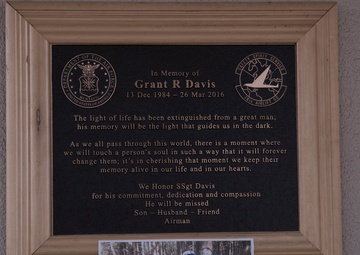 In Memory of
Grant R Davis
13 Dec 1984 – 26 Mar 2016
The light of life has been extinguished from a great man;
his memory will be the light that guides us in the dark.
As we all pass through this world, there is a moment where
we will touch a person's soul in such a way that it will forever
change them; it's in cherishing that moment we keep their
memory alive in our life and in our hearts.
We Honor SSgt Davis
for his commitment, dedication and compassion
He will be missed
Son – Husband – Friend
Airman